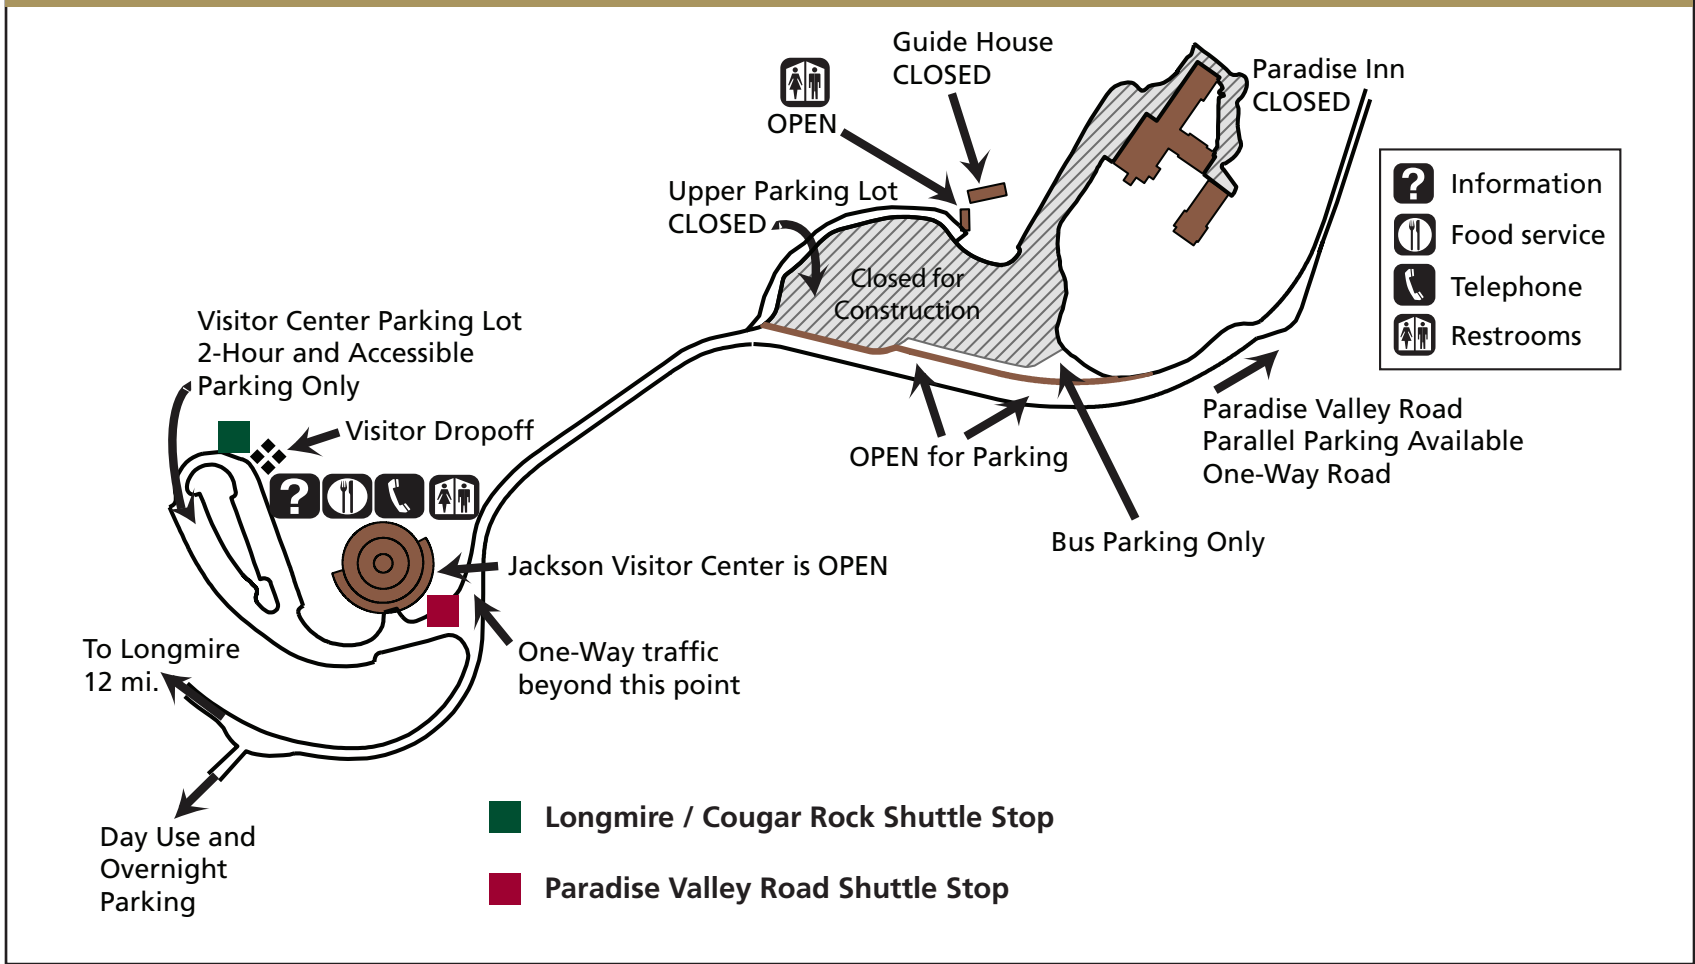 Guide House
CLOSED
OPEN
Paradise Inn
CLOSED
Upper Parking Lot
CLOSED
Closed for
Construction
? Information
Food service
Telephone
Restrooms
Visitor Center Parking Lot
2-Hour and Accessible
Parking Only
Visitor Dropoff
?
OPEN for Parking
Paradise Valley Road
Parallel Parking Available
One-Way Road
Bus Parking Only
Jackson Visitor Center is OPEN
To Longmire
12 mi.
One-Way traffic
beyond this point
Day Use and
Overnight
Parking
Longmire / Cougar Rock Shuttle Stop
Paradise Valley Road Shuttle Stop